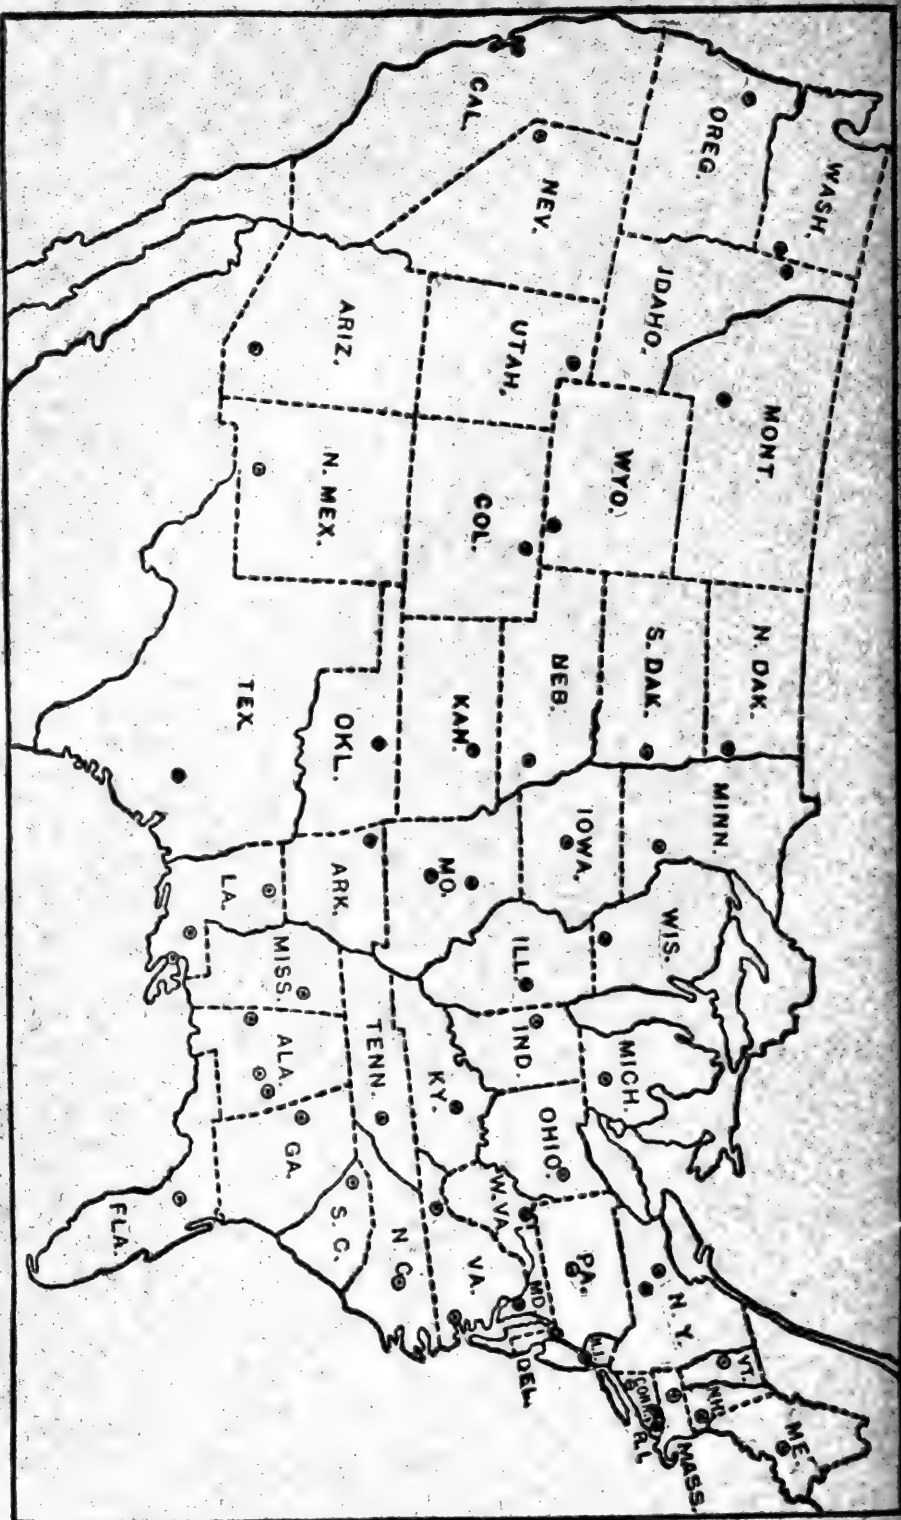 WASH.
OREG.
CAL.
NEV.
IDAHO.
MONT.
WYO.
UTAH.
ARIZ.
COL.
N. MEX.
N. DAK.
S. DAK.
NEB.
KAN.
OKL.
TEX
MINN.
IOWA.
MO.
ARK.
LA.
WIS.
ILL.
MICH.
IND.
OHIO.
KY.
TENN.
MISS.
ALA.
GA.
FLA.
S. C.
N. C.
VA.
W. VA.
MD.
DEL.
PA.
N. J.
N. Y.
CONN.
R. I.
MASS.
VT.
N. H.
ME.